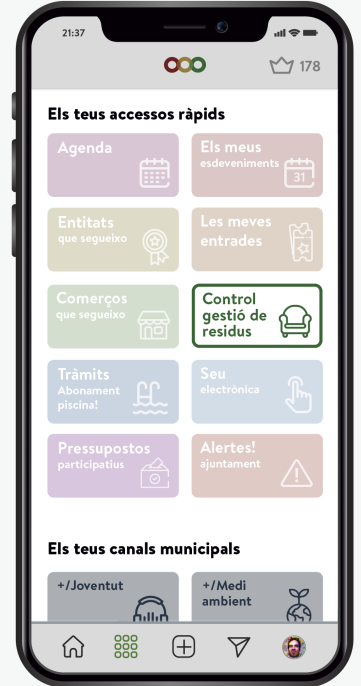 21:37
178
Els teus accessos ràpids
Agenda
Els meus
esdeveniments
31
Entitats
que segueixo
Les meves
entrades
Comerços
que segueixo
Control
gestió de
residus
Tràmits
Abonament
piscina!
Seu
electrònica
Pressupostos
participatius
Alertes!
ajuntament
Els teus canals municipals
+/Joventut
+/Medi
ambient